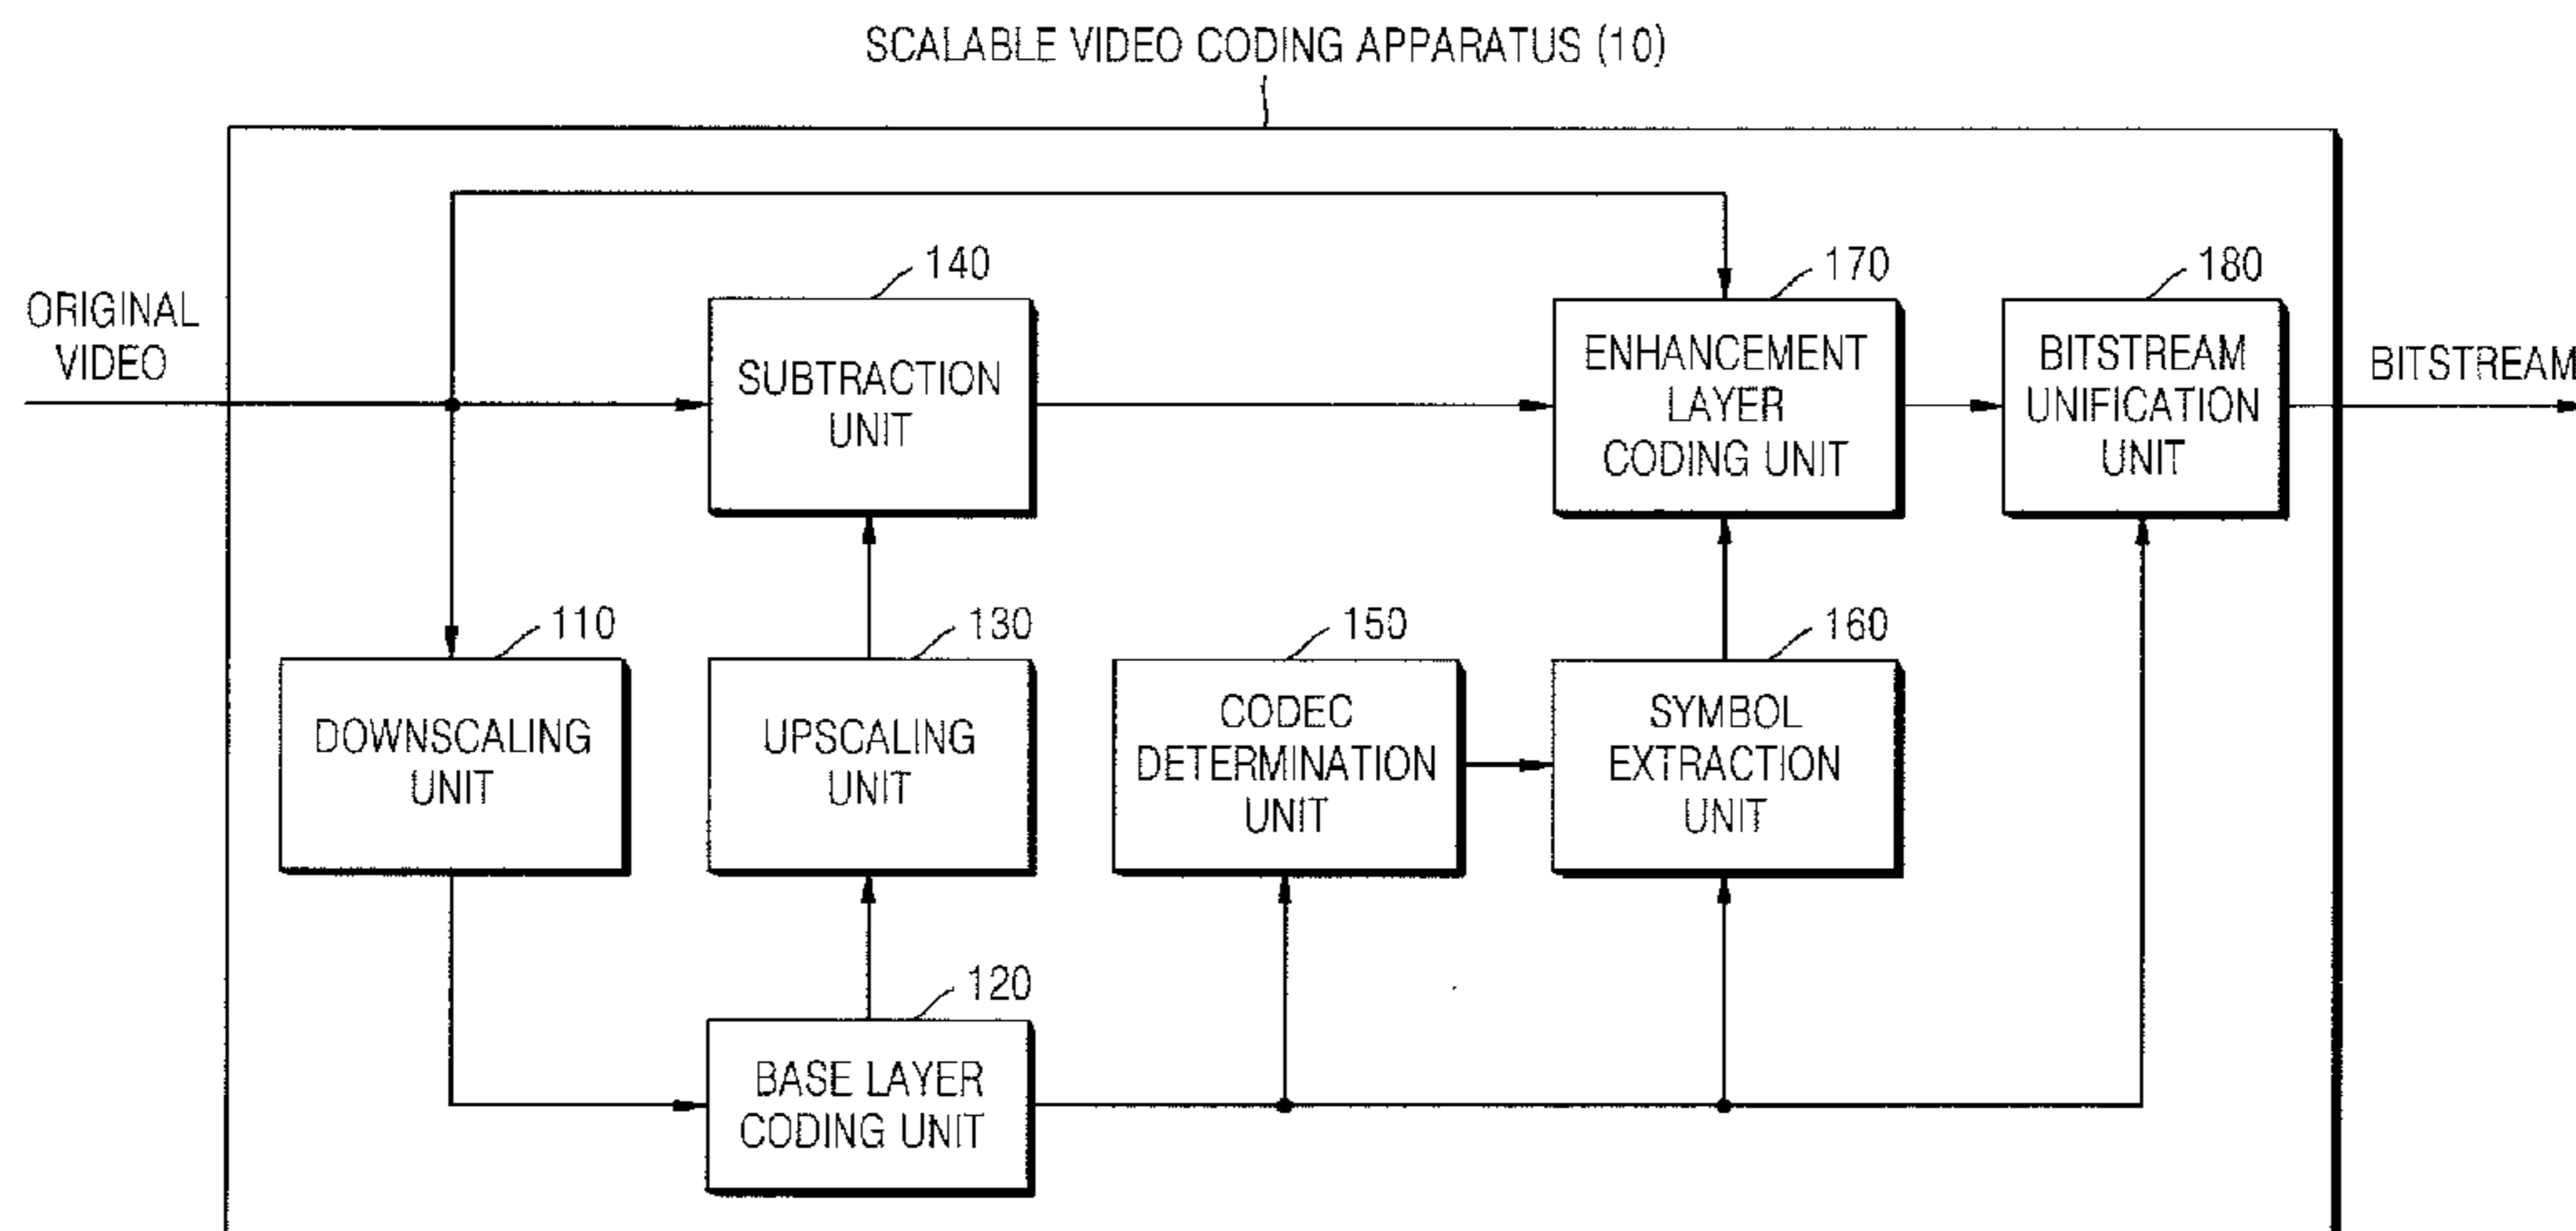 SCALABLE VIDEO CODING APPARATUS (10)
ORIGINAL
VIDEO
140
SUBTRACTION
UNIT
170
ENHANCEMENT
LAYER
CODING UNIT
180
BITSTREAM
UNIFICATION
UNIT
BITSTREAM
110
DOWNSCALING
UNIT
130
UPSCALING
UNIT
150
CODEC
DETERMINATION
UNIT
160
SYMBOL
EXTRACTION
UNIT
120
BASE LAYER
CODING UNIT